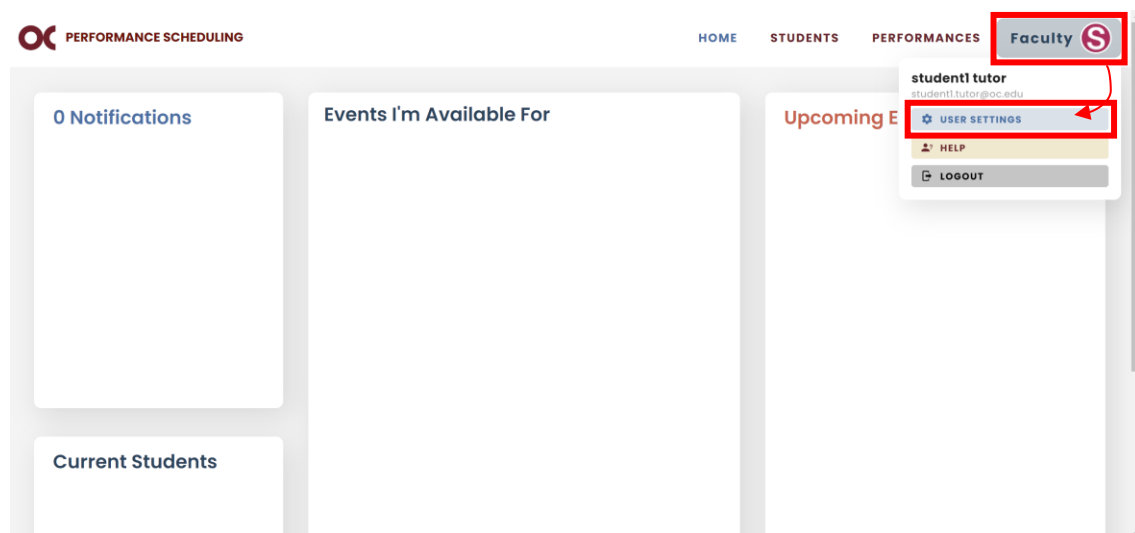 OC PERFORMANCE SCHEDULING
HOME STUDENTS PERFORMANCES Faculty S
student1 tutor
student1.tutor@oc.edu
USER SETTINGS
HELP
LOGOUT
0 Notifications
Events I'm Available For
Upcoming E
Current Students